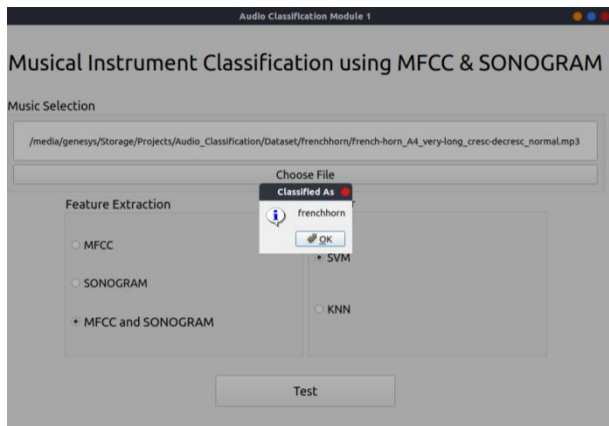 Audio Classification Module 1
Musical Instrument Classification using MFCC & SONOGRAM
Music Selection
/media/genesys/Storage/Projects/Audio_Classification/Dataset/frenchhorn/french-horn_A4_very-long_cresc-decresc_normal.mp3
Choose File
Classified As
frenchhorn
OK
Feature Extraction
MFCC
SONOGRAM
MFCC and SONOGRAM
SVM
KNN
Test